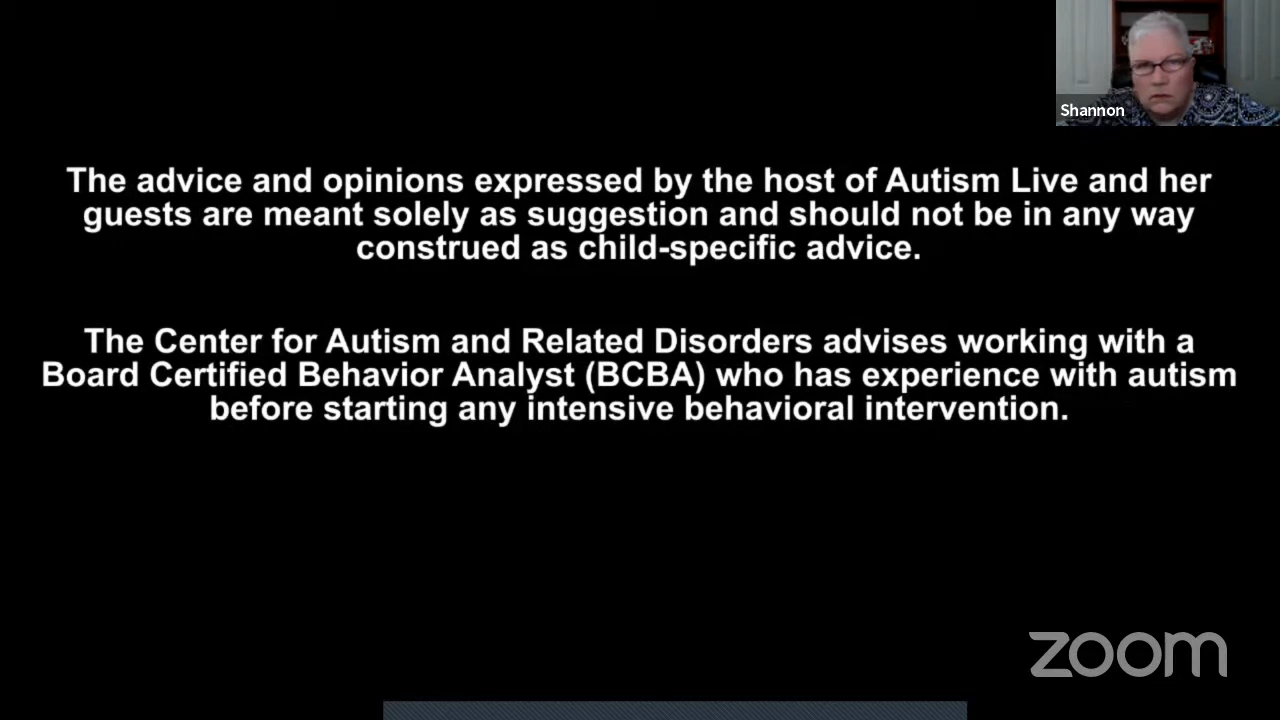 Shannon
The advice and opinions expressed by the host of Autism Live and her
guests are meant solely as suggestion and should not be in any way
construed as child-specific advice.
The Center for Autism and Related Disorders advises working with a
Board Certified Behavior Analyst (BCBA) who has experience with autism
before starting any intensive behavioral intervention.
zoom